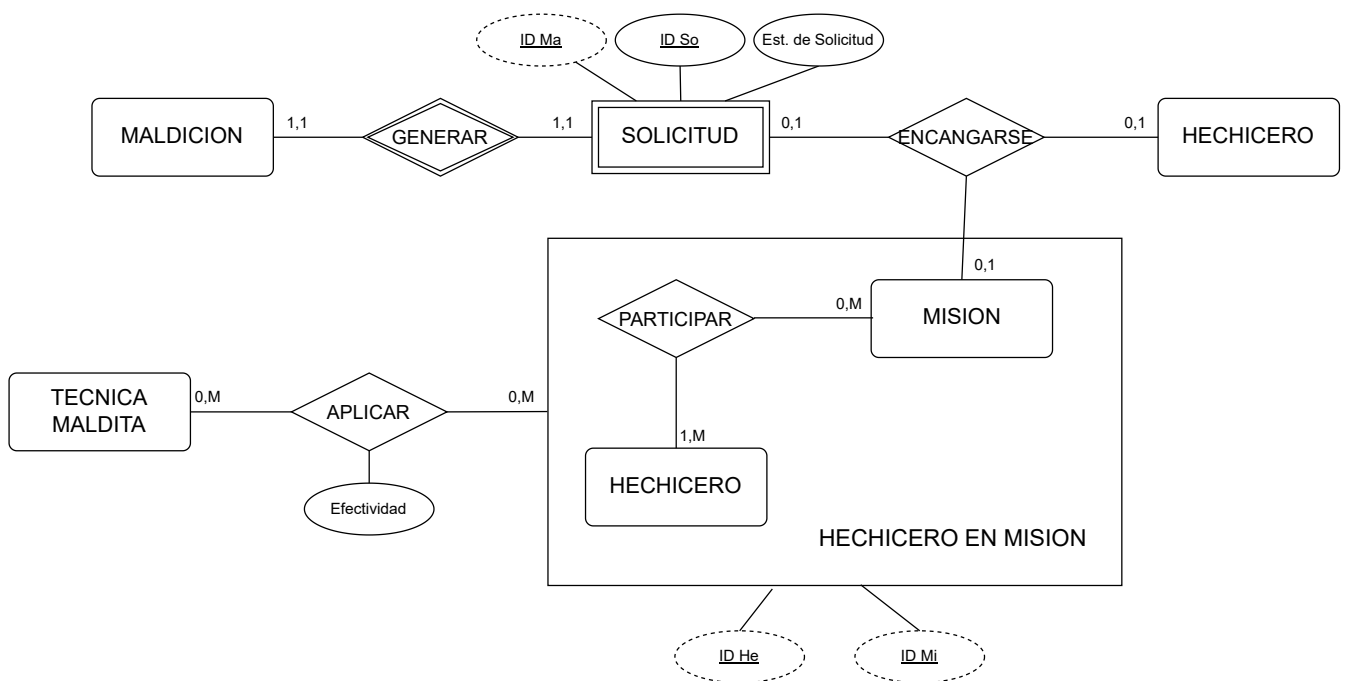 ID Ma
ID So
Est. de Solicitud
MALDICION
1,1
GENERAR
1,1
SOLICITUD
0,1
ENCANGARSE
0,1
HECHICERO
0,1
PARTICIPAR
0,M
MISION
TECNICA
MALDITA
0,M
APLICAR
0,M
1,M
HECHICERO
Efectividad
HECHICERO EN MISION
ID He
ID Mi